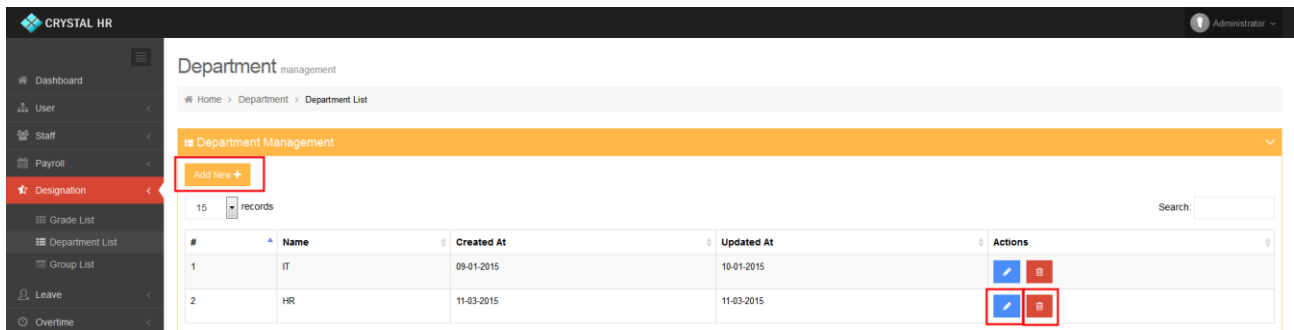 CRYSTAL HR
Administrator
Dashboard
User
Staff
Payroll
Designation
Grade List
Department List
Group List
Leave
Overtime
Department management
Home > Department > Department List
Department Management
Add New +
15 records
Search:
# Name Created At Updated At Actions
1 IT 09-01-2015 10-01-2015
2 HR 11-03-2015 11-03-2015